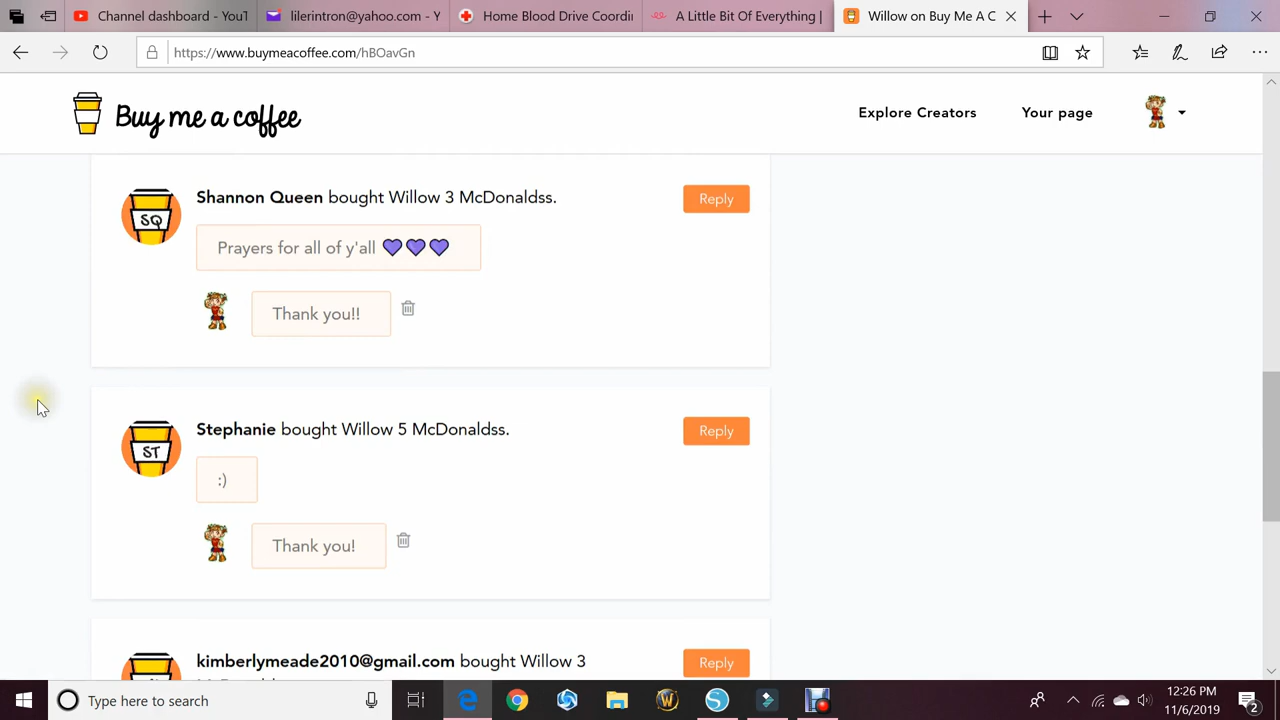 Channel dashboard - YouT
lilerintron@yahoo.com - Y
Home Blood Drive Coordi
A Little Bit Of Everything |
Willow on Buy Me A C
https://www.buymeacoffee.com/hBOavGn
Buy me a coffee
Explore Creators
Your page
Shannon Queen bought Willow 3 McDonaldss.
Reply
SQ
Prayers for all of y'all 💜💜💜
Thank you!!
Stephanie bought Willow 5 McDonaldss.
Reply
ST
:)
Thank you!
kimberlymeade2010@gmail.com bought Willow 3
Reply
Type here to search
12:26 PM
11/6/2019
2